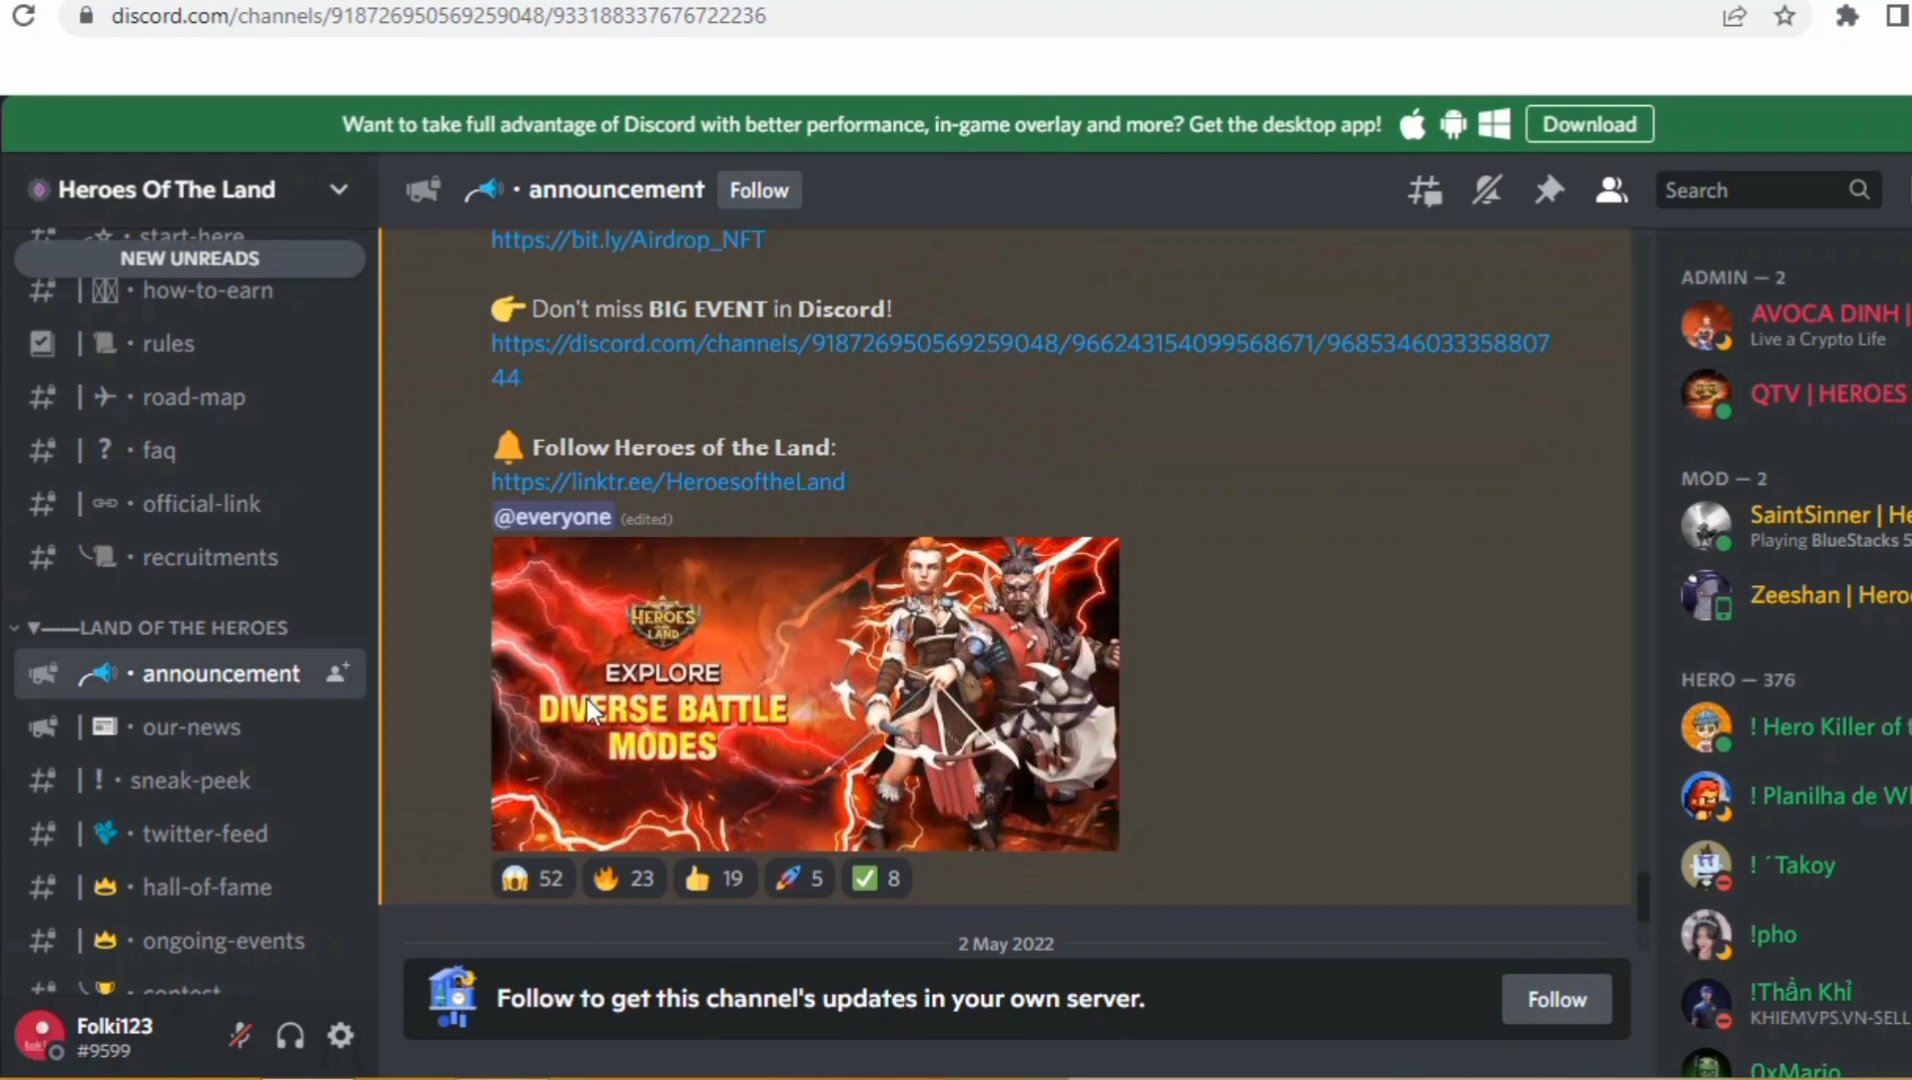 discord.com/channels/918726950569259048/933188337676722236
Want to take full advantage of Discord with better performance, in-game overlay and more? Get the desktop app!
Download
Heroes Of The Land
announcement
Follow
Search
start-here
NEW UNREADS
how-to-earn
rules
road-map
faq
official-link
recruitments
LAND OF THE HEROES
announcement
our-news
sneak-peek
twitter-feed
hall-of-fame
ongoing-events
contest
Folki123
#9599
https://bit.ly/Airdrop_NFT
Don't miss BIG EVENT in Discord!
https://discord.com/channels/918726950569259048/966243154099568671/9685346033358807
44
Follow Heroes of the Land:
https://linktr.ee/HeroesoftheLand
@everyone (edited)
HEROES
LAND
EXPLORE
DIVERSE BATTLE
MODES
52 23 19 5 8
2 May 2022
Follow to get this channel's updates in your own server.
Follow
ADMIN — 2
AVOCA DINH |
Live a Crypto Life
QTV | HEROES
MOD — 2
SaintSinner | He
Playing BlueStacks 5
Zeeshan | Hero
HERO — 376
! Hero Killer of t
! Planilha de W
! ´Takoy
!pho
!Thần Khỉ
KHIEMVPS.VN-SELL
0xMario